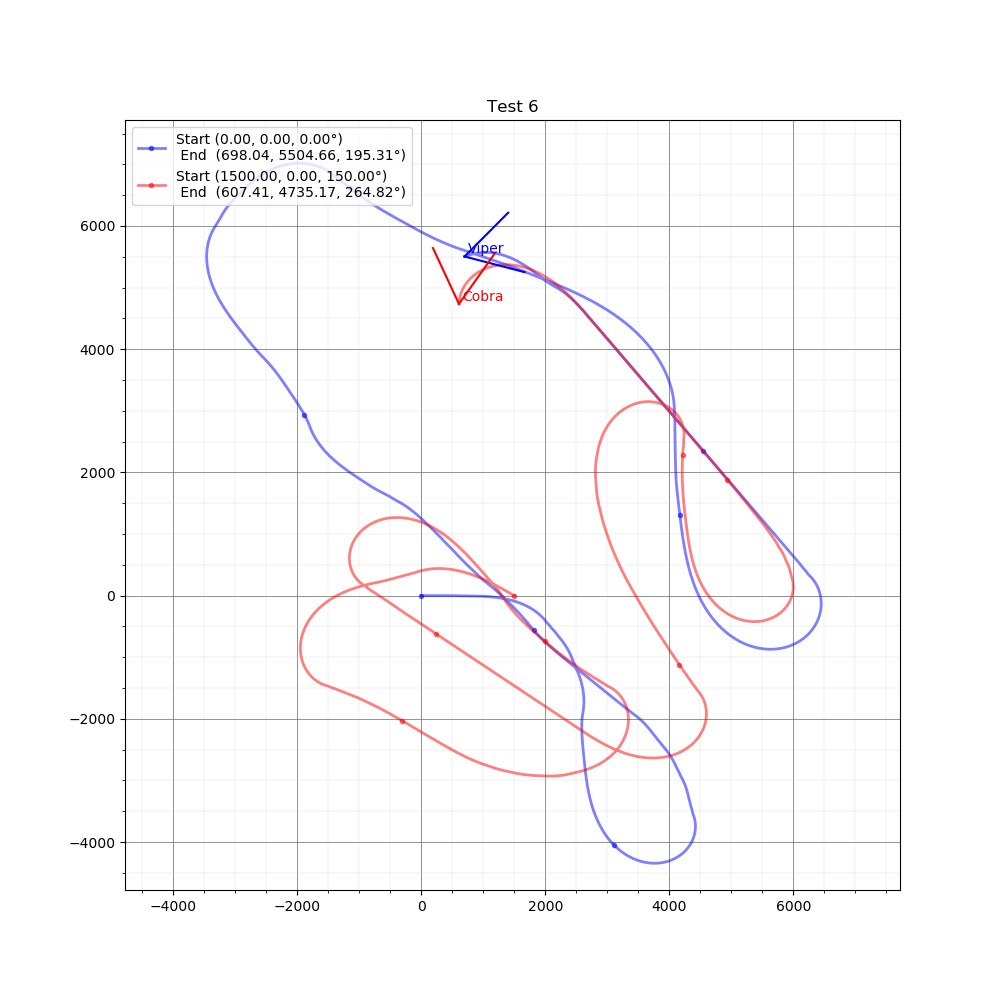 Test 6
Start (0.00, 0.00, 0.00°)
End  (698.04, 5504.66, 195.31°)
Start (1500.00, 0.00, 150.00°)
End  (607.41, 4735.17, 264.82°)
6000
4000
2000
0
−2000
−4000
Viper
Cobra
−4000 −2000 0 2000 4000 6000